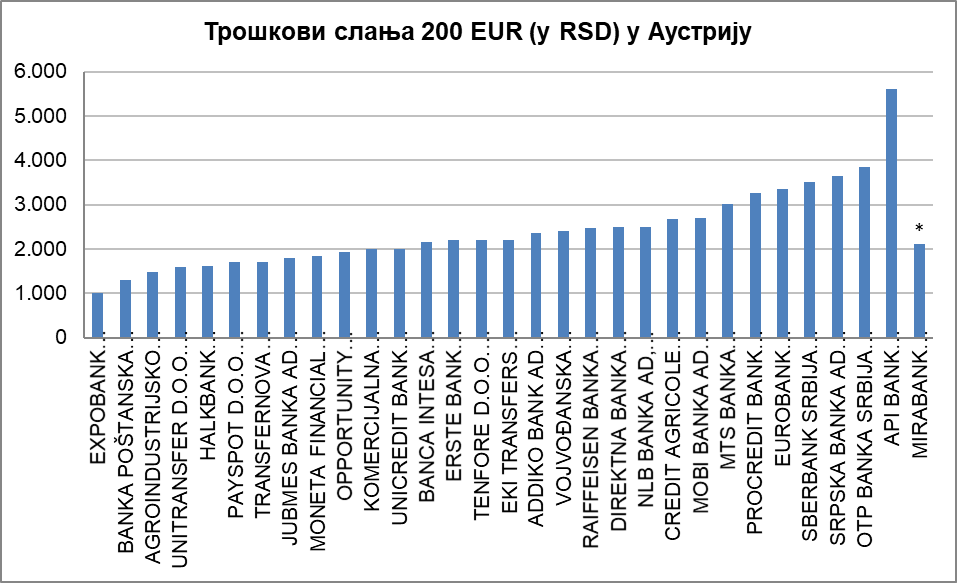 Трошкови слања 200 EUR (у RSD) у Аустрију
6.000
5.000
4.000
3.000
2.000
1.000
0
*
EXPOBANK…
BANKA POŠTANSKA…
AGROINDUSTRIJSKO…
UNITRANSFER D.O.O…
HALKBANK…
PAYSPOT D.O.O…
TRANSFERNOVA…
JUBMES BANKA AD…
MONETA FINANCIAL…
OPPORTUNITY…
KOMERCIJALNA…
UNICREDIT BANK…
BANCA INTESA…
ERSTE BANK…
TENFORE D.O.O…
EKI TRANSFERS…
ADDIKO BANK AD…
VOJVOĐANSKA…
RAIFFEISEN BANKA…
DIREKTNA BANKA…
NLB BANKA AD,…
CREDIT AGRICOLE…
MOBI BANKA AD…
MTS BANKA…
PROCREDIT BANK…
EUROBANK…
SBERBANK SRBIJA…
SRPSKA BANKA AD…
OTP BANKA SRBIJA…
API BANK…
MIRABANK…